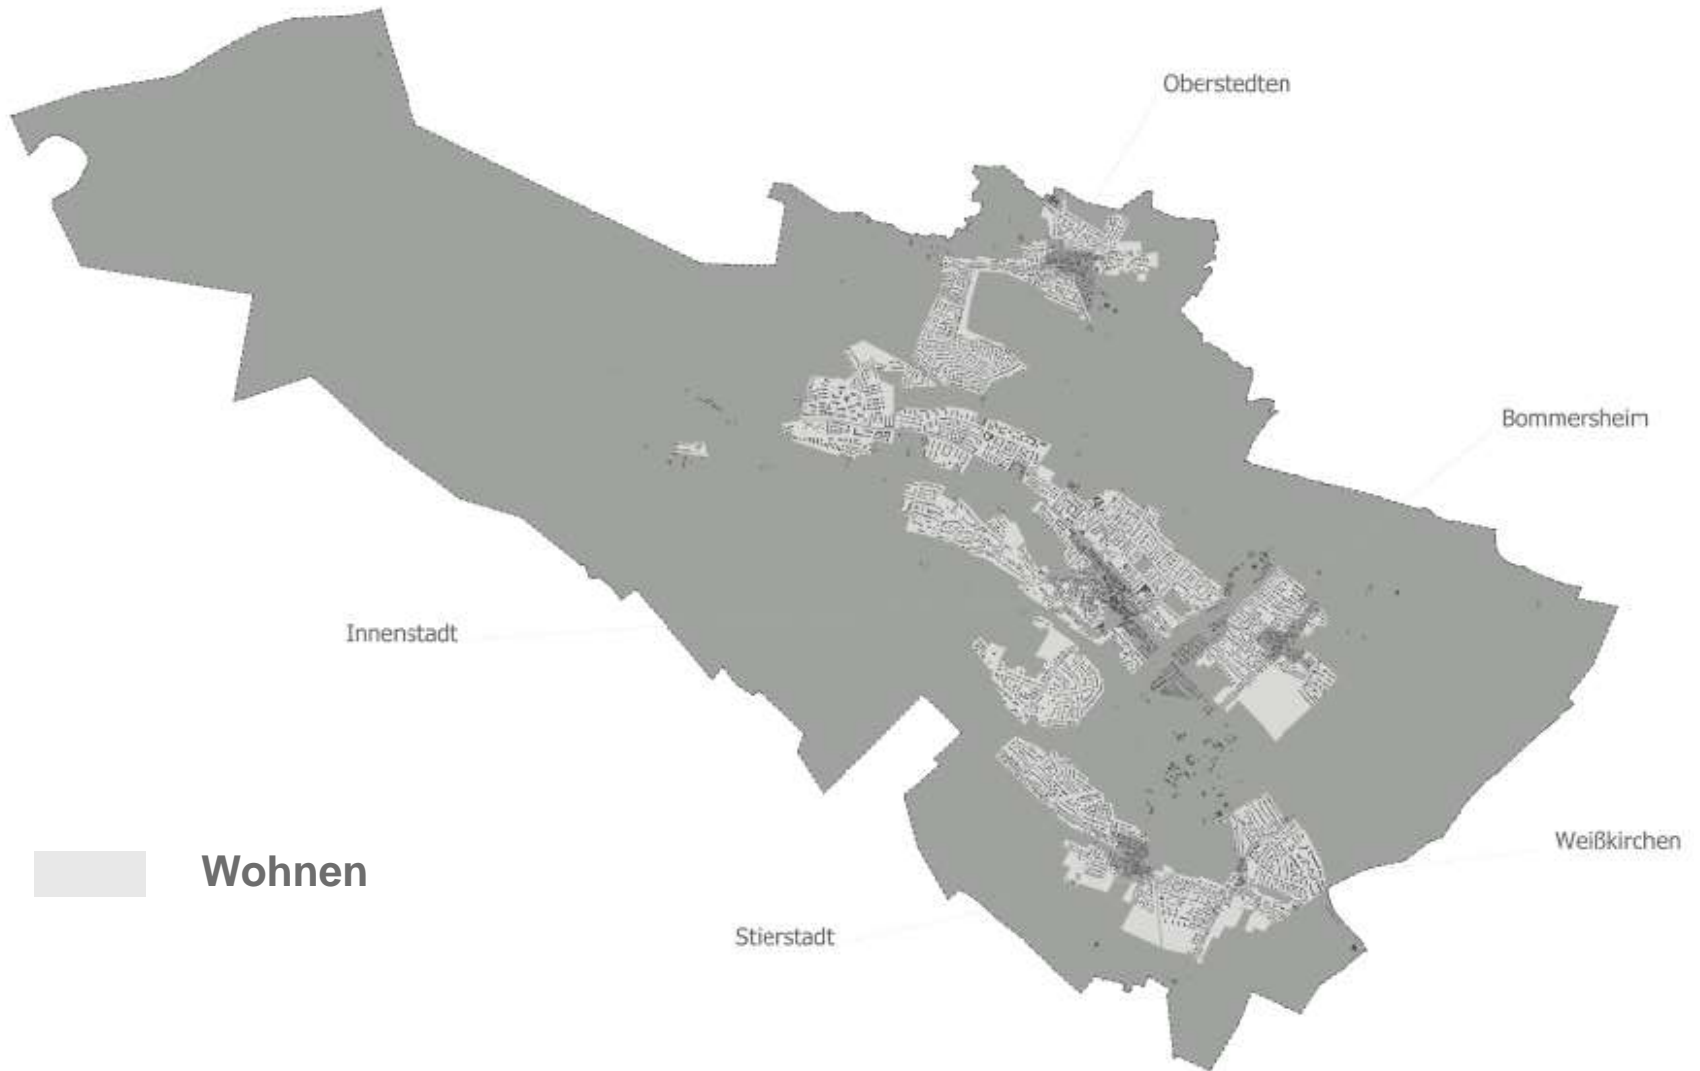 Oberstedten
Bommersheim
Innenstadt
Weißkirchen
Wohnen
Stierstadt